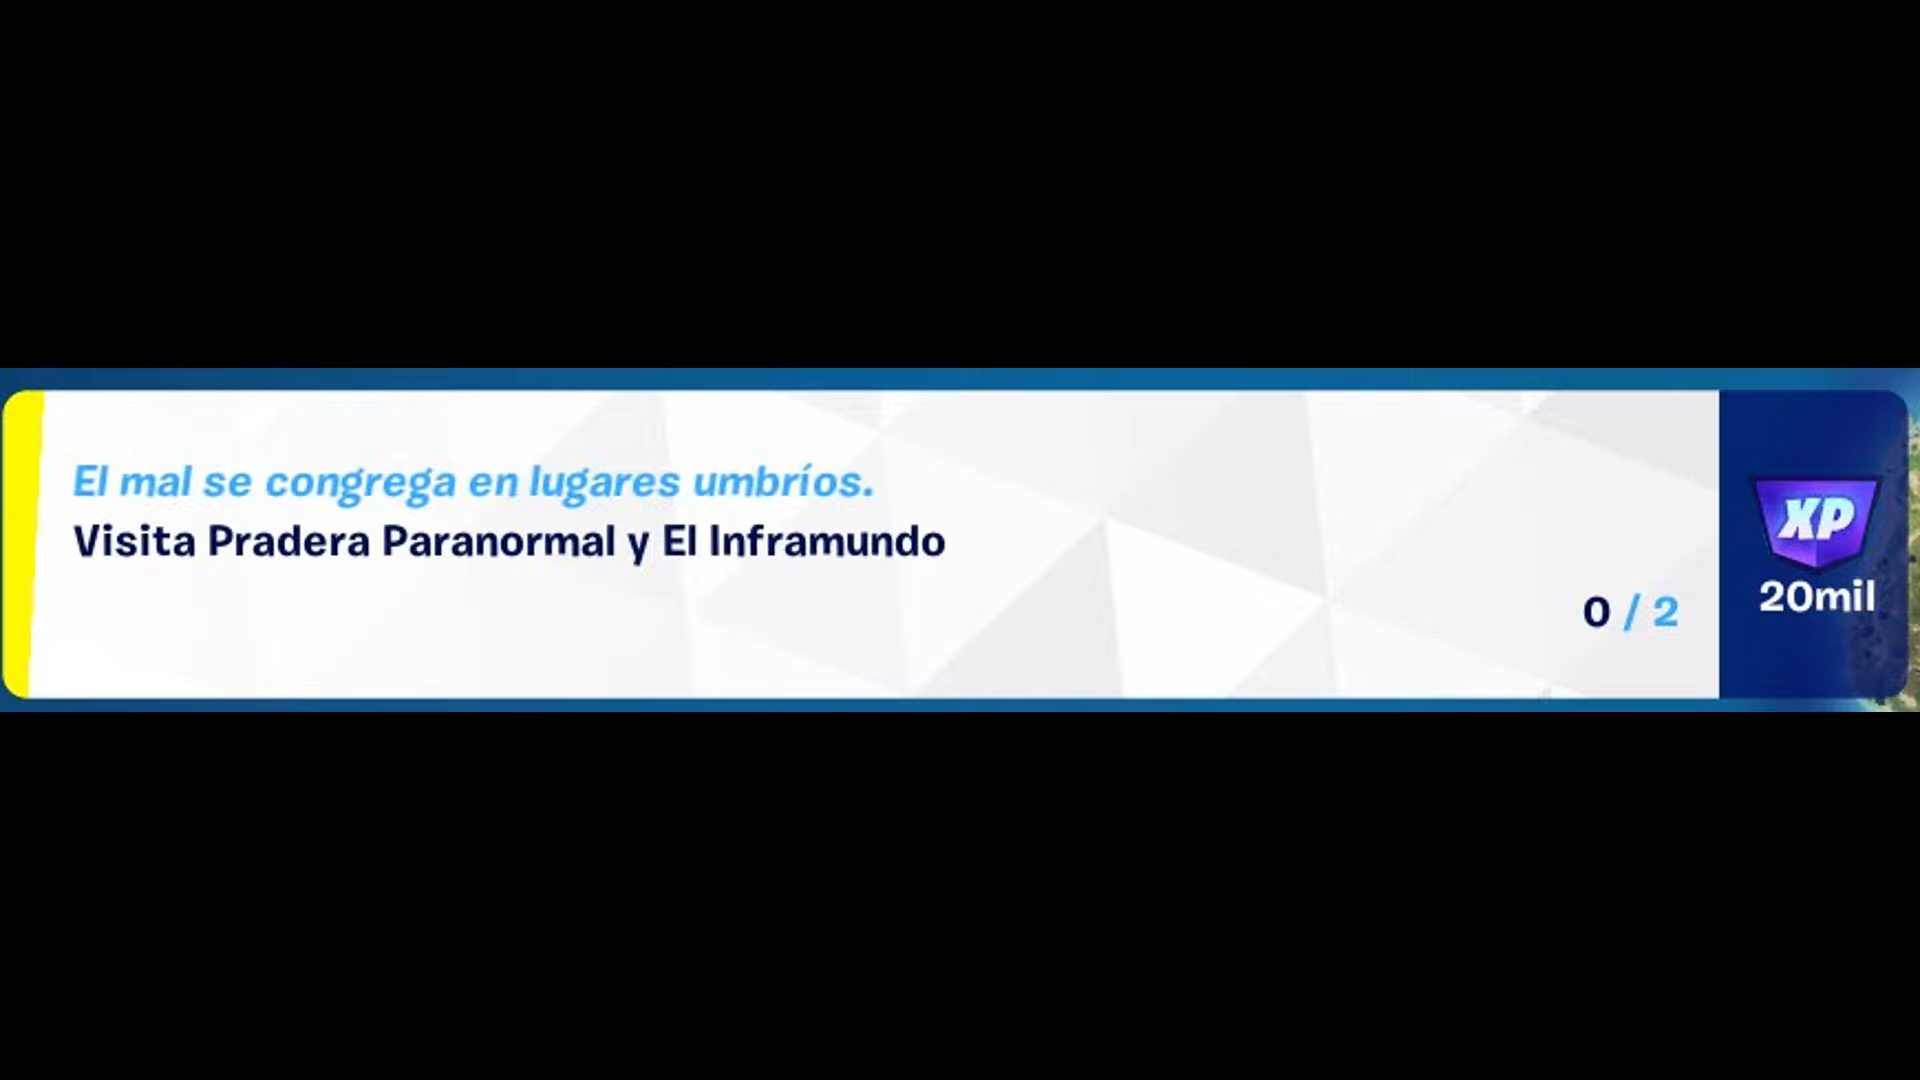 El mal se congrega en lugares umbríos.
Visita Pradera Paranormal y El Inframundo
0 / 2
XP
20mil